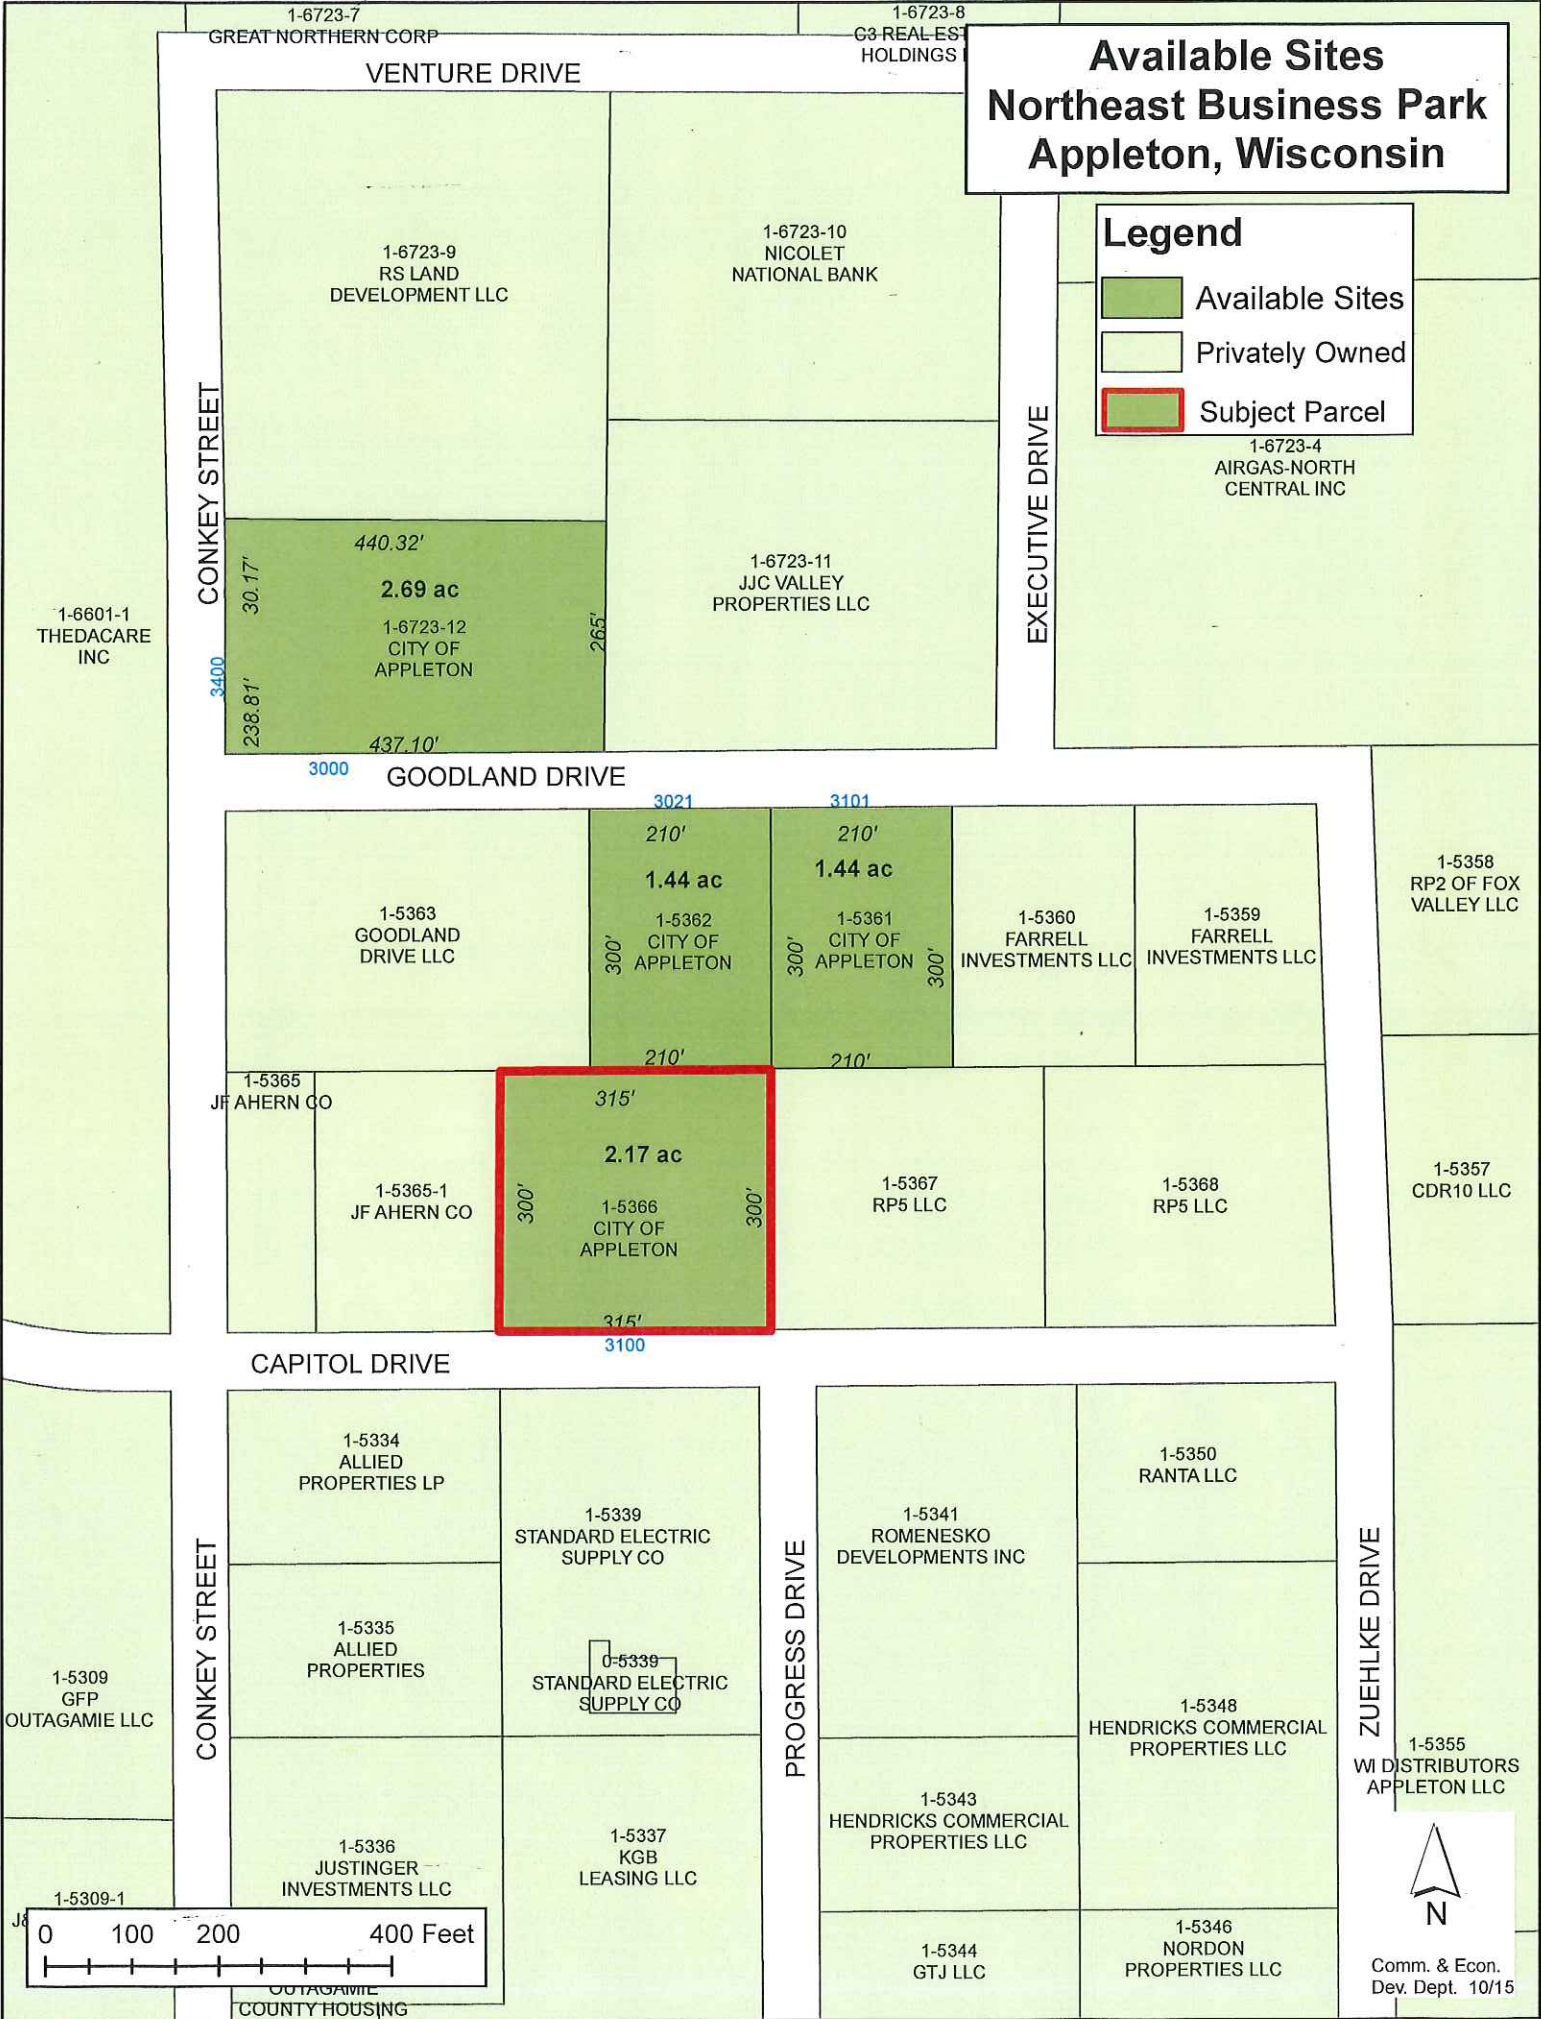 1-6723-7
GREAT NORTHERN CORP
1-6723-8
C3 REAL EST
HOLDINGS
VENTURE DRIVE
Available Sites
Northeast Business Park
Appleton, Wisconsin
Legend
Available Sites
Privately Owned
Subject Parcel
1-6723-9
RS LAND
DEVELOPMENT LLC
1-6723-10
NICOLET
NATIONAL BANK
CONKEY STREET
EXECUTIVE DRIVE
1-6723-4
AIRGAS-NORTH
CENTRAL INC
440.32'
30.17'
2.69 ac
1-6723-12
CITY OF
APPLETON
265'
238.81'
437.10'
3400
1-6723-11
JJC VALLEY
PROPERTIES LLC
1-6601-1
THEDACARE
INC
3000
GOODLAND DRIVE
3021
3101
210'
1.44 ac
1-5362
CITY OF
APPLETON
300'
210'
210'
1.44 ac
1-5361
CITY OF
APPLETON
300'
300'
210'
1-5363
GOODLAND
DRIVE LLC
1-5360
FARRELL
INVESTMENTS LLC
1-5359
FARRELL
INVESTMENTS LLC
1-5358
RP2 OF FOX
VALLEY LLC
1-5365
JF AHERN CO
1-5365-1
JF AHERN CO
315'
2.17 ac
300'
1-5366
CITY OF
APPLETON
300'
315'
3100
1-5367
RP5 LLC
1-5368
RP5 LLC
1-5357
CDR10 LLC
CAPITOL DRIVE
1-5334
ALLIED
PROPERTIES LP
1-5339
STANDARD ELECTRIC
SUPPLY CO
1-5341
ROMENESKO
DEVELOPMENTS INC
1-5350
RANTA LLC
CONKEY STREET
PROGRESS DRIVE
ZUEHLKE DRIVE
1-5335
ALLIED
PROPERTIES
0-5339
STANDARD ELECTRIC
SUPPLY CO
1-5309
GFP
OUTAGAMIE LLC
1-5348
HENDRICKS COMMERCIAL
PROPERTIES LLC
1-5355
WI DISTRIBUTORS
APPLETON LLC
1-5343
HENDRICKS COMMERCIAL
PROPERTIES LLC
1-5336
JUSTINGER
INVESTMENTS LLC
1-5337
KGB
LEASING LLC
1-5309-1
J&
0 100 200 400 Feet
OUTAGAMIE
COUNTY HOUSING
1-5344
GTJ LLC
1-5346
NORDON
PROPERTIES LLC
N
Comm. & Econ.
Dev. Dept. 10/15